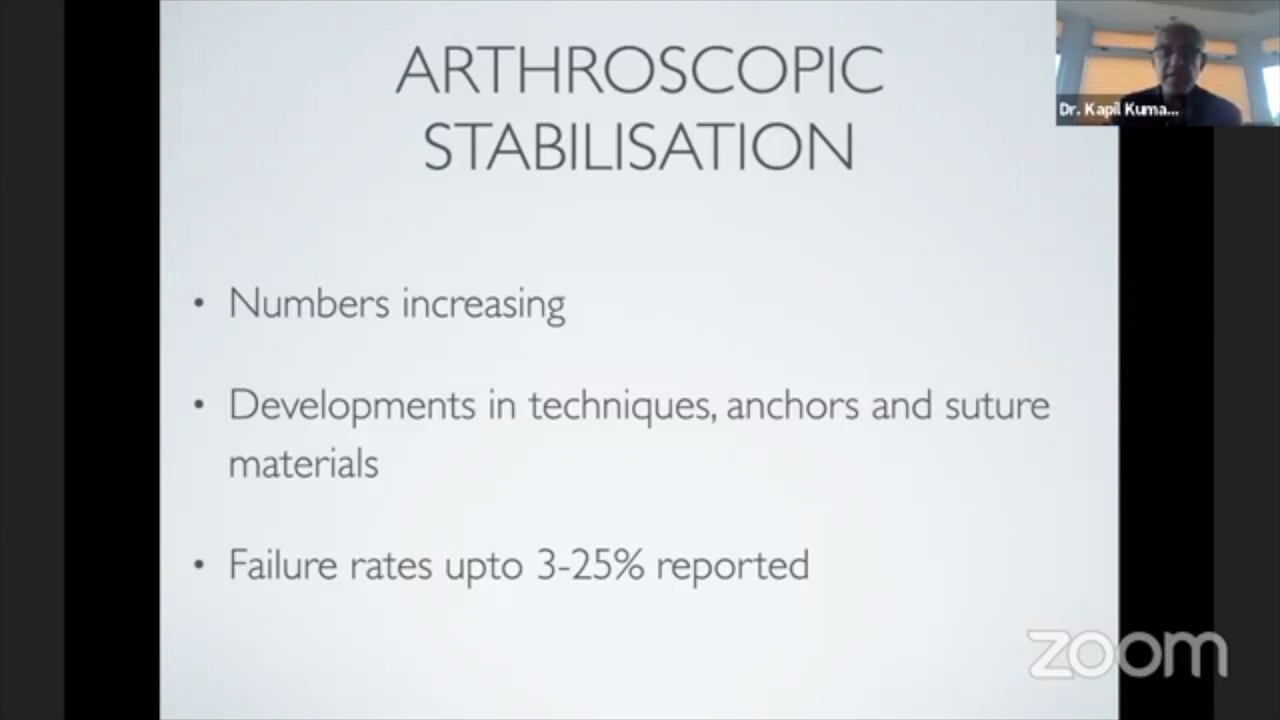 ARTHROSCOPIC
STABILISATION
Dr. Kapil Kuma...
• Numbers increasing
• Developments in techniques, anchors and suture
materials
• Failure rates upto 3-25% reported
zoom